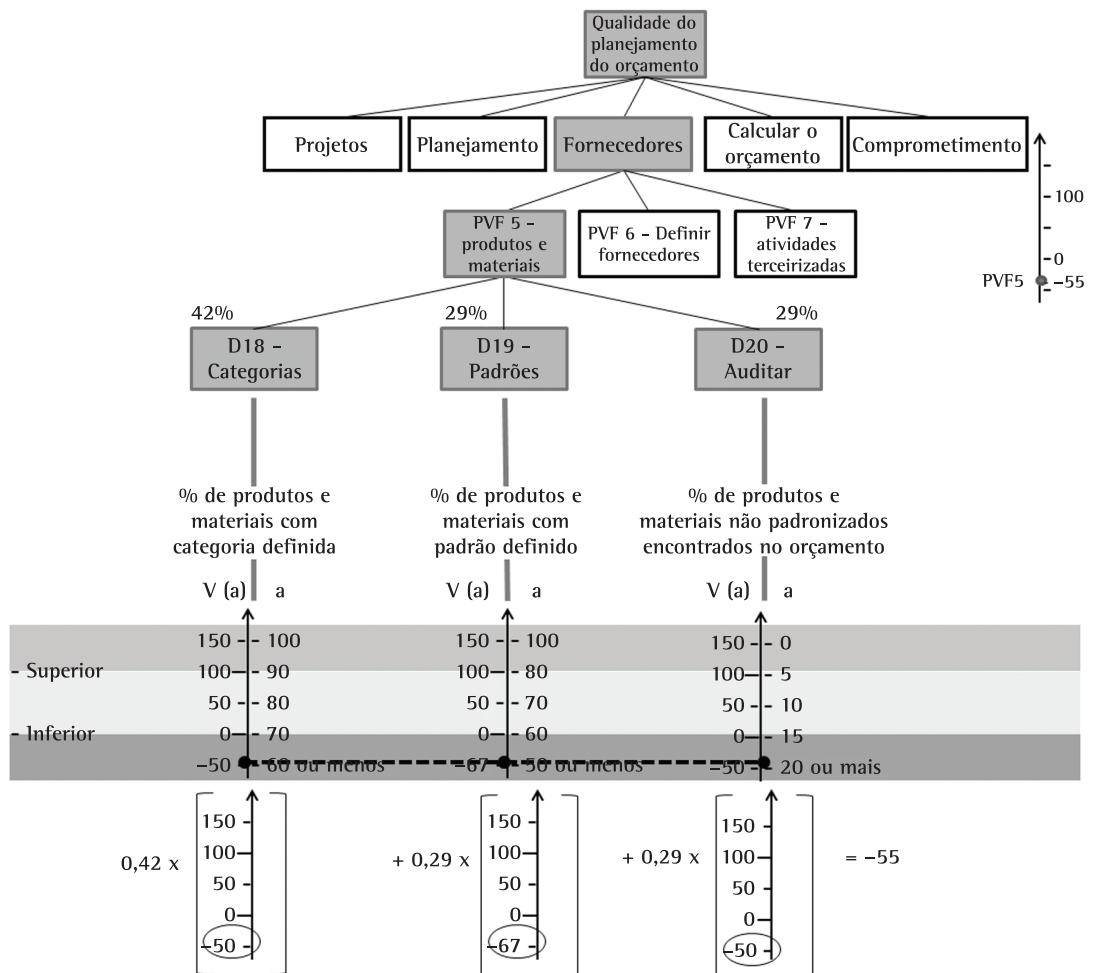 Qualidade do
planejamento
do orçamento
Projetos
Planejamento
Fornecedores
Calcular o
orçamento
Comprometimento
PVF 5 –
produtos e
materiais
PVF 6 – Definir
fornecedores
PVF 7 –
atividades
terceirizadas
100
0
PVF5 –55
42% 29% 29%
D18 –
Categorias
D19 –
Padrões
D20 –
Auditar
% de produtos e
materiais com
categoria definida
% de produtos e
materiais com
padrão definido
% de produtos e
materiais não padronizados
encontrados no orçamento
V (a) a V (a) a V (a) a
150 100 150 100 150 0
Superior 100 90 100 80 100 5
50 80 50 70 50 10
Inferior 0 70 0 60 0 15
–50 60 ou menos –67 50 ou menos –50 20 ou mais
150 150 150
0,42 x 100 + 0,29 x 100 + 0,29 x 100 = –55
50 50 50
0 0 0
–50 –67 –50